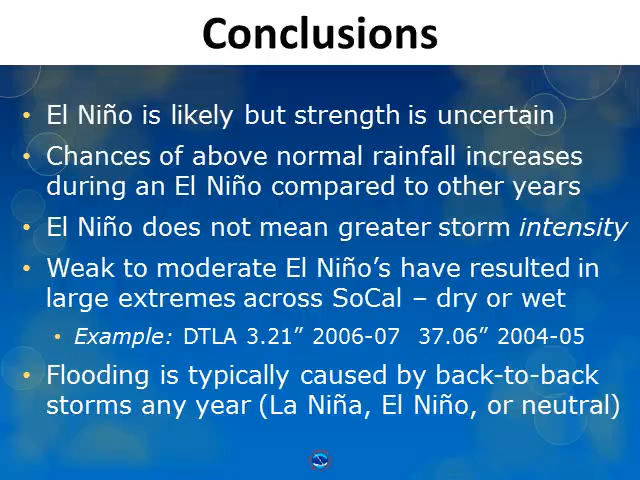 Conclusions
• El Niño is likely but strength is uncertain
• Chances of above normal rainfall increases
during an El Niño compared to other years
• El Niño does not mean greater storm intensity
• Weak to moderate El Niño’s have resulted in
large extremes across SoCal – dry or wet
• Example: DTLA 3.21” 2006-07 37.06” 2004-05
• Flooding is typically caused by back-to-back
storms any year (La Niña, El Niño, or neutral)